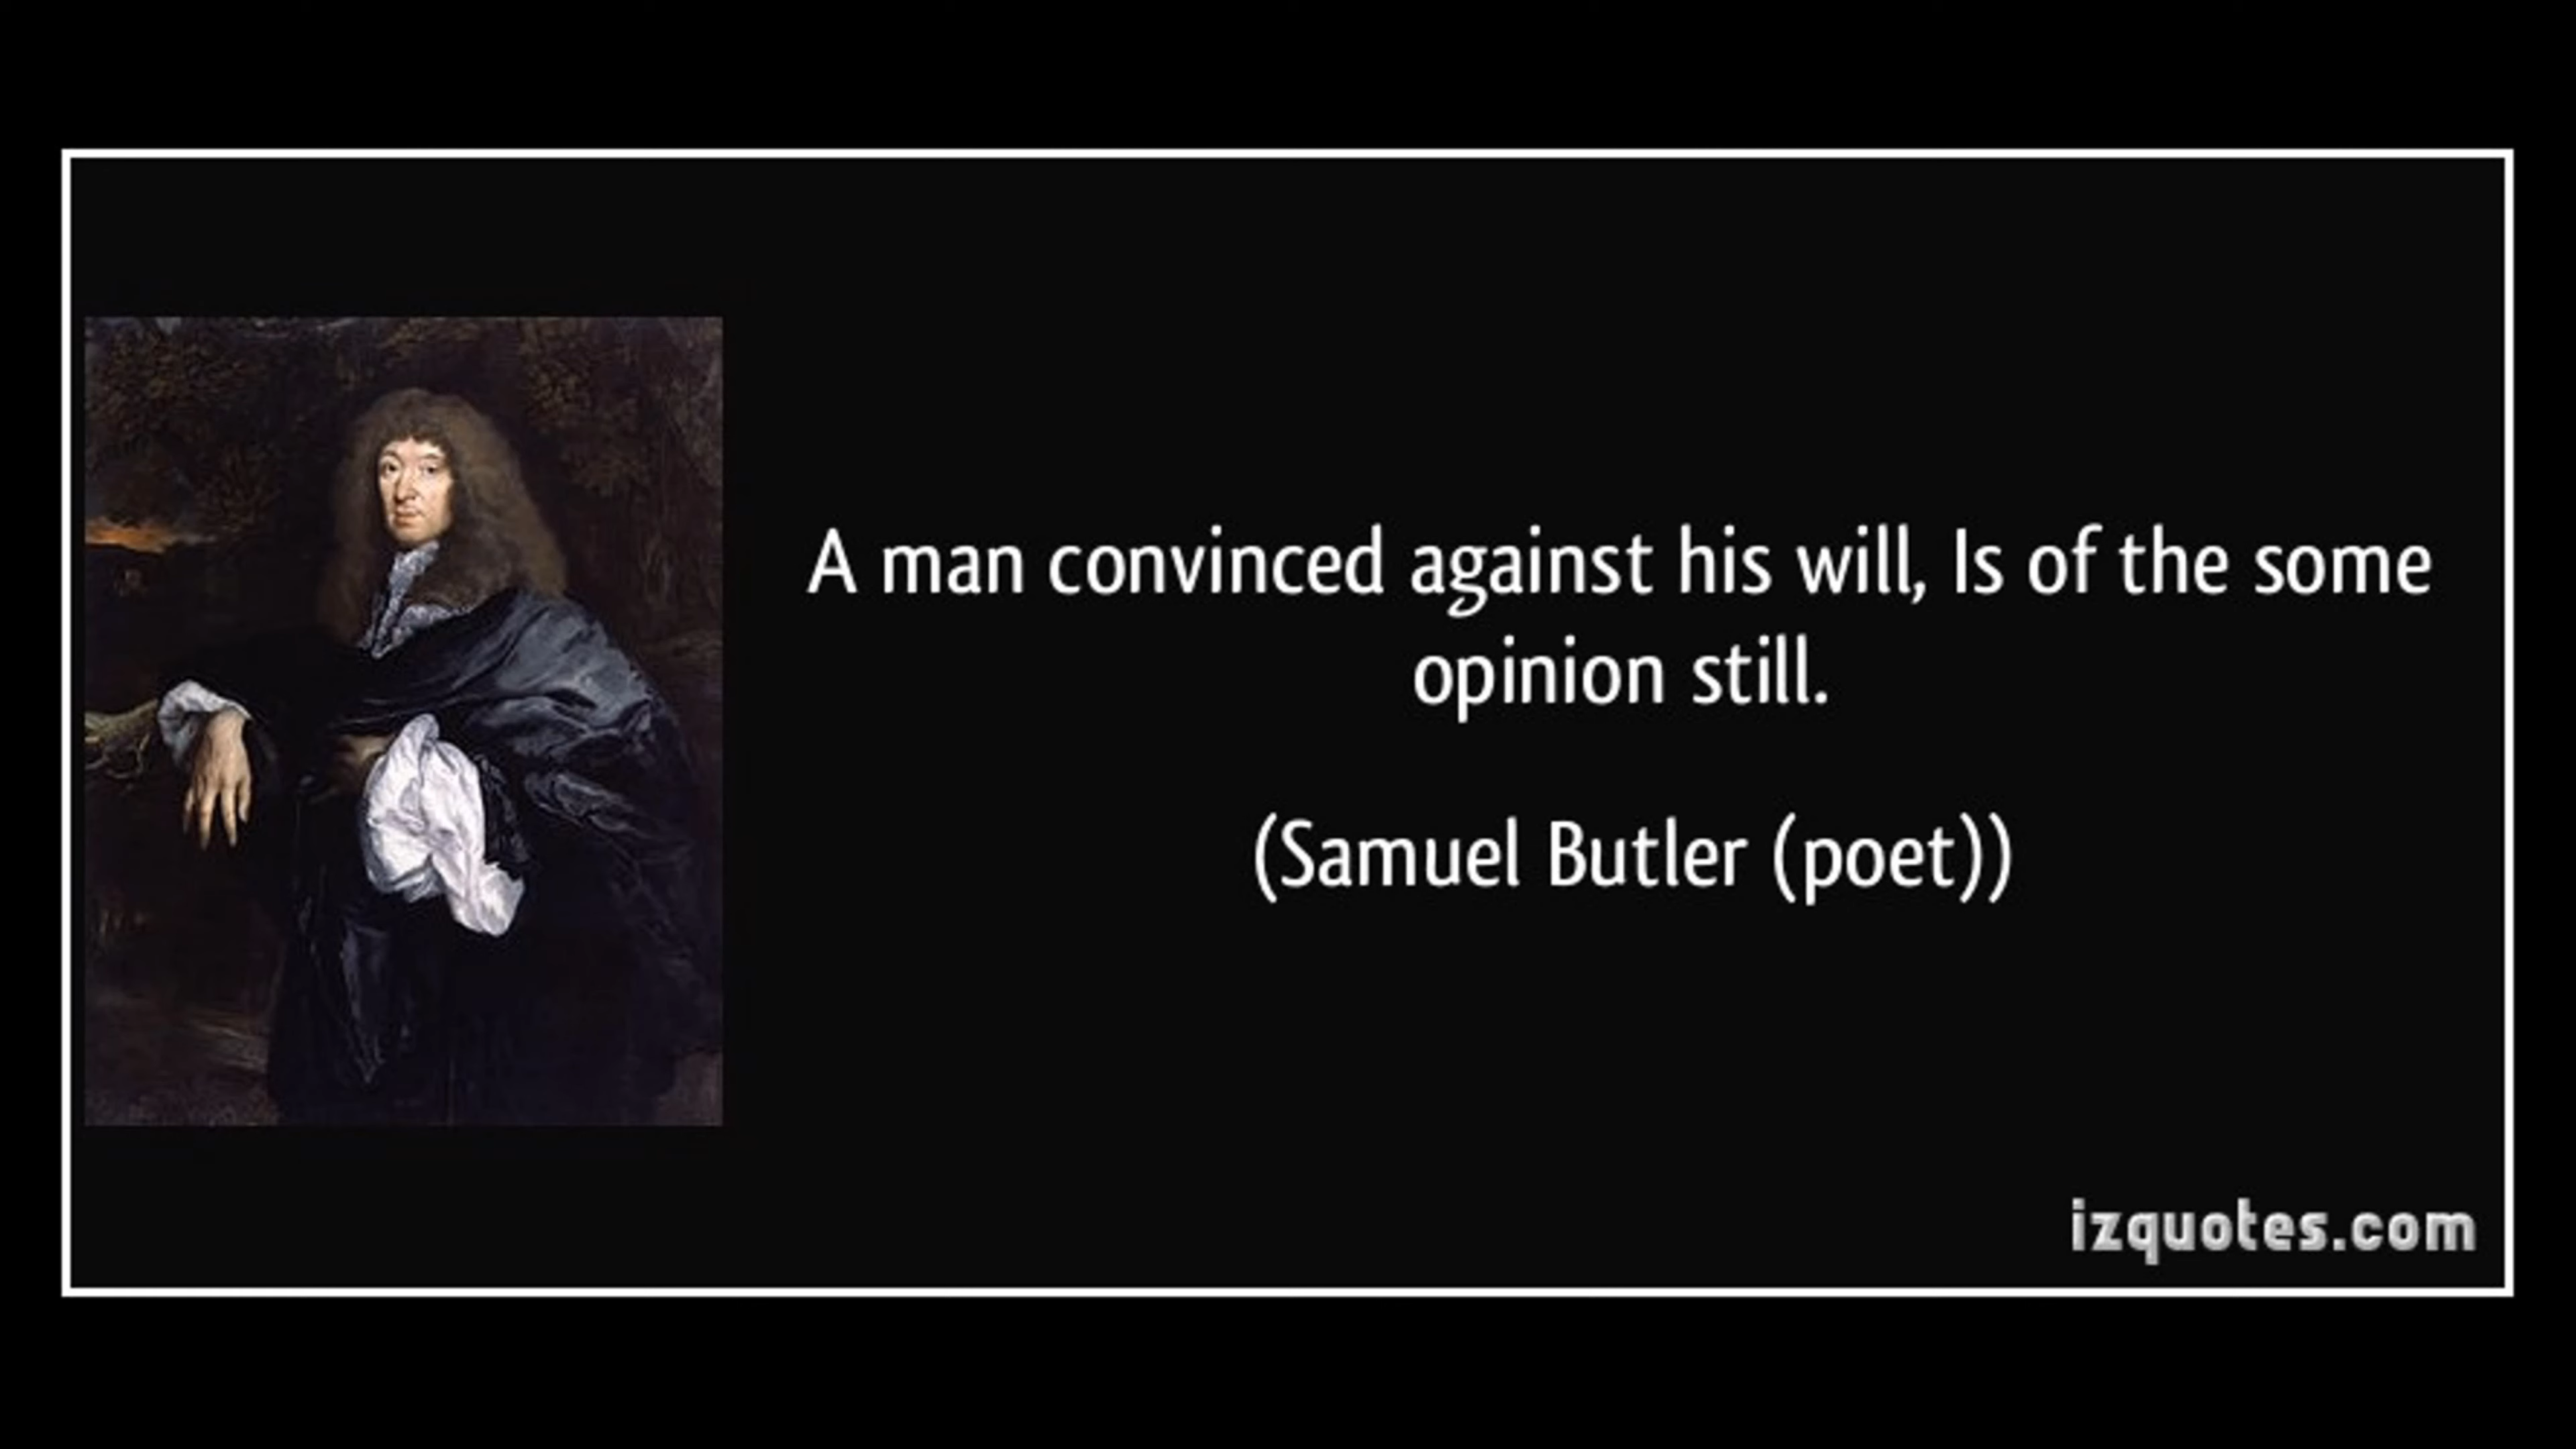 A man convinced against his will, Is of the some
opinion still.
(Samuel Butler (poet))
izquotes.com